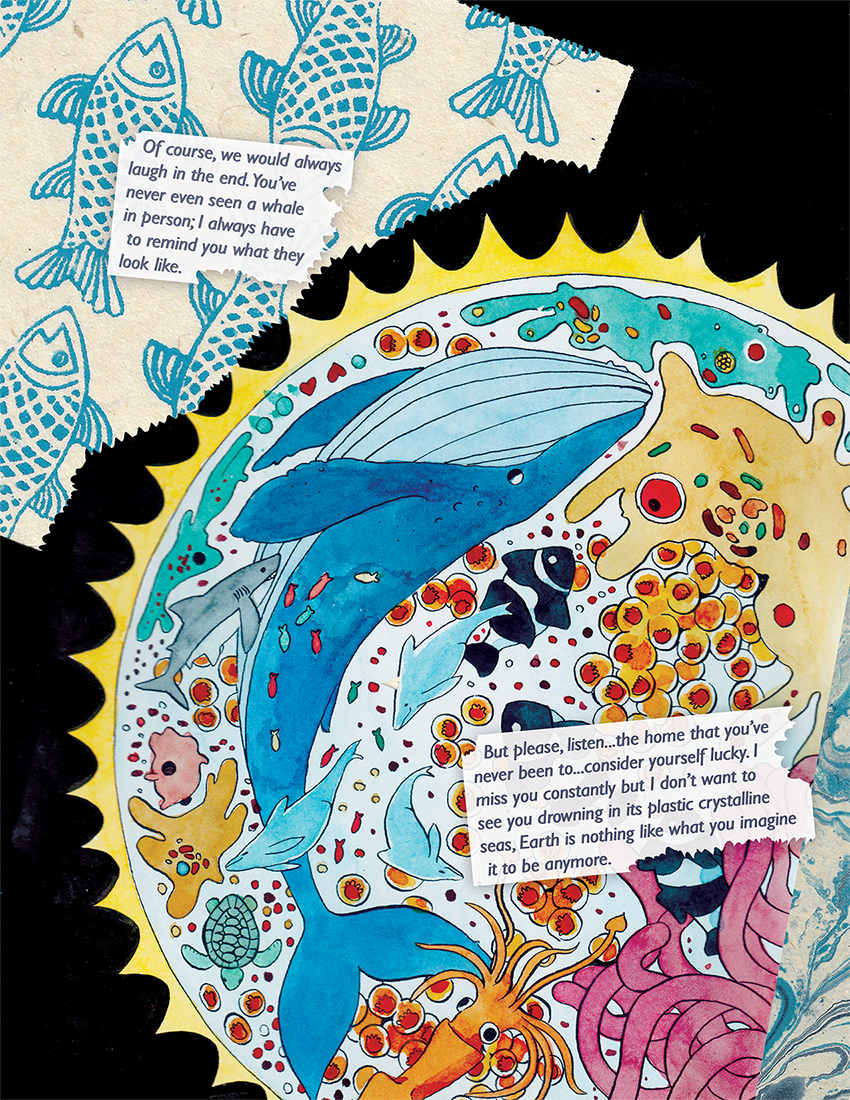 Of course, we would always
laugh in the end. You've
never even seen a whale
in person; I always have
to remind you what they
look like.
But please, listen...the home that you've
never been to...consider yourself lucky. I
miss you constantly but I don't want to
see you drowning in its plastic crystalline
seas, Earth is nothing like what you imagine
it to be anymore.